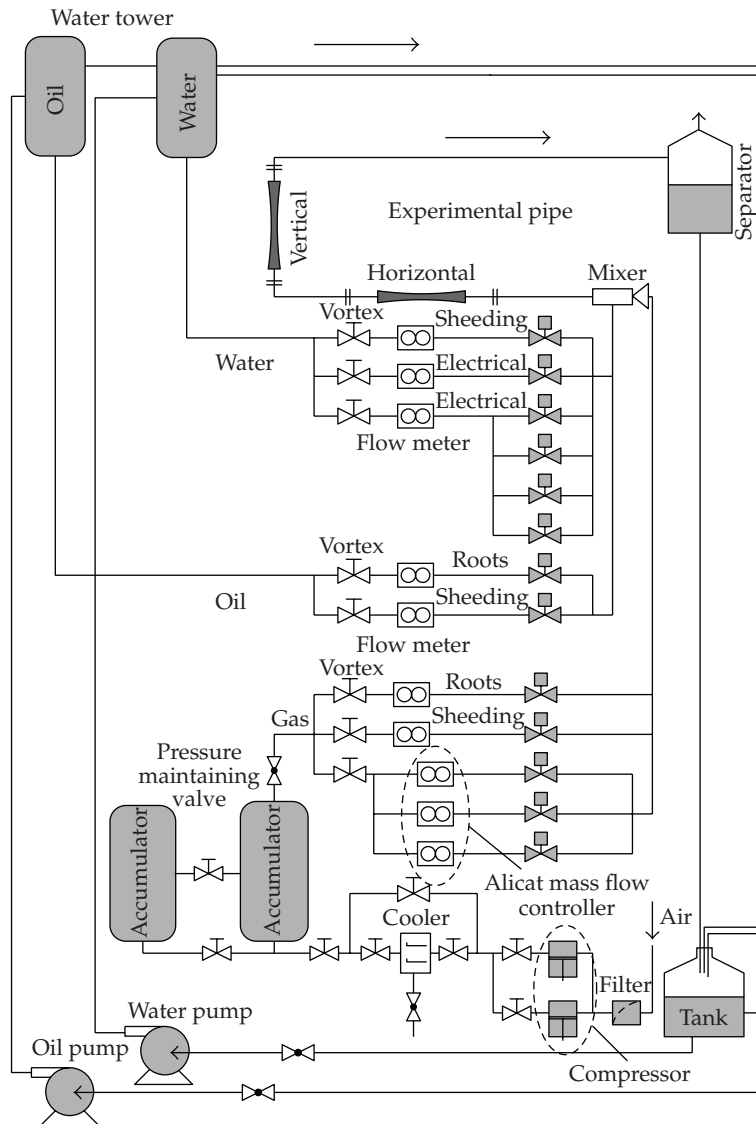 Water tower
Oil
Water
Separator
Vertical
Experimental pipe
Horizontal
Mixer
Vortex
Sheeding
Water
Electrical
Electrical
Flow meter
Vortex
Roots
Oil
Sheeding
Flow meter
Vortex
Roots
Gas
Sheeding
Pressure
maintaining
valve
Accumulator
Accumulator
Alicat mass flow
controller
Cooler
Air
Filter
Water pump
Tank
Oil pump
Compressor